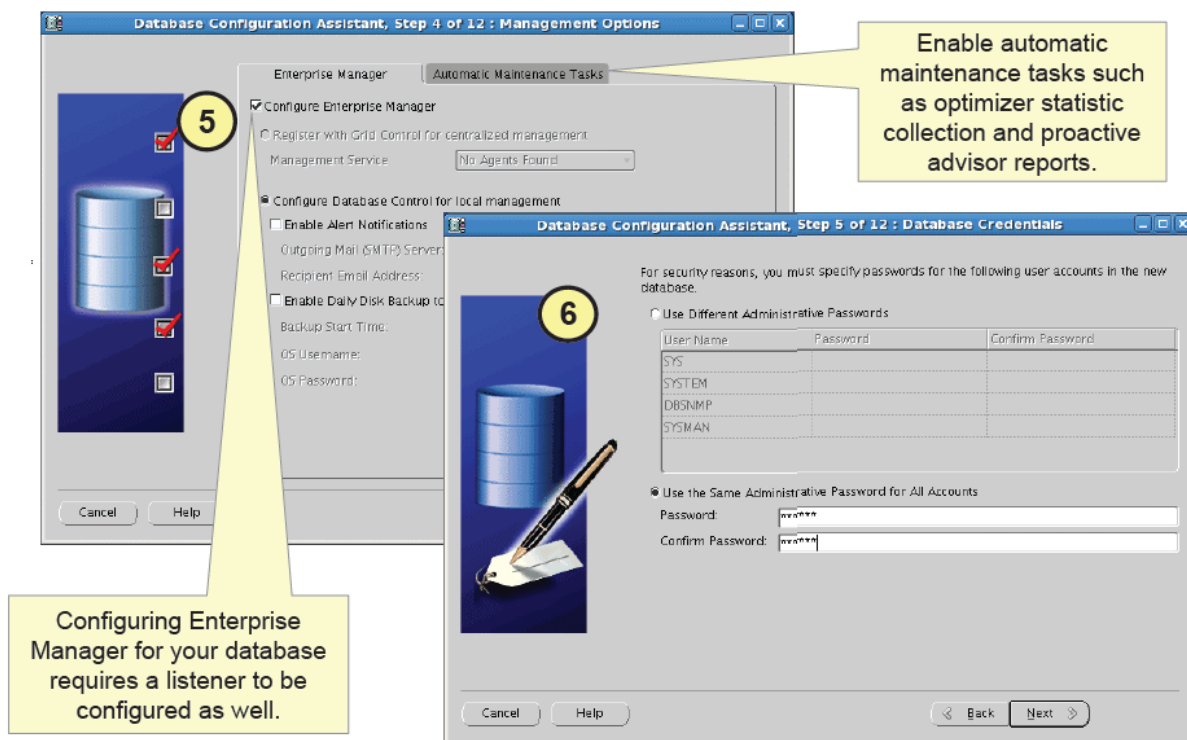 Database Configuration Assistant, Step 4 of 12 : Management Options
Enterprise Manager
Automatic Maintenance Tasks
Enable automatic
maintenance tasks such
as optimizer statistic
collection and proactive
advisor reports.
5
Configure Enterprise Manager
Register with Grid Control for centralized management
Management Service
No Agents Found
Configure Database Control for local management
Enable Alert Notifications
Outgoing Mail (SMTP) Server:
Recipient Email Address:
Enable Daily Disk Backup to
Backup Start Time:
OS Username:
OS Password:
Cancel
Help
Configuring Enterprise
Manager for your database
requires a listener to be
configured as well.
Database Configuration Assistant, Step 5 of 12 : Database Credentials
6
For security reasons, you must specify passwords for the following user accounts in the new
database.
Use Different Administrative Passwords
User Name Password Confirm Password
SYS
SYSTEM
DBSNMP
SYSMAN
Use the Same Administrative Password for All Accounts
Password: ******
Confirm Password: ******
Cancel Help Back Next